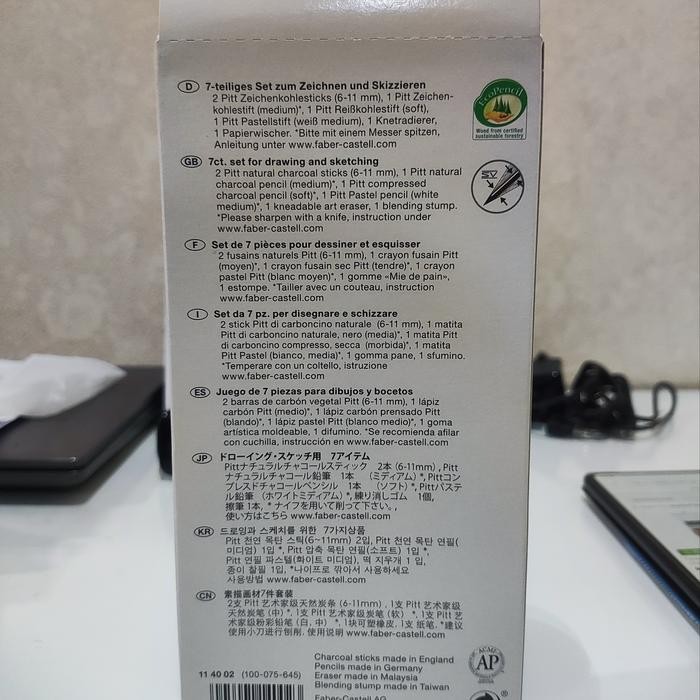 D 7-teiliges Set zum Zeichnen und Skizzieren
2 Pitt Zeichenkohlesticks (6-11 mm), 1 Pitt Zeichen-
kohlestift (medium)*, 1 Pitt Reißkohlestift (soft),
1 Pitt Pastellstift (weiß medium), 1 Knetradierer,
1 Papierwischer. *Bitte mit einem Messer spitzen,
Anleitung unter www.faber-castell.com
EcoPencil
Wood from certified
sustainable forestry
GB 7ct. set for drawing and sketching
2 Pitt natural charcoal sticks (6-11 mm), 1 Pitt natural
charcoal pencil (medium)*, 1 Pitt compressed
charcoal pencil (soft)*, 1 Pitt Pastel pencil (white
medium)*, 1 kneadable art eraser, 1 blending stump.
*Please sharpen with a knife, instruction under
www.faber-castell.com
SV
F Set de 7 pièces pour dessiner et esquisser
2 fusains naturels Pitt (6-11 mm), 1 crayon fusain Pitt
(moyen)*, 1 crayon fusain sec Pitt (tendre)*, 1 crayon
pastel Pitt (blanc moyen)*, 1 gomme «Mie de pain»,
1 estompe. *Tailler avec un couteau, instruction
www.faber-castell.com
I Set da 7 pz. per disegnare e schizzare
2 stick Pitt di carboncino naturale (6-11 mm), 1 matita
Pitt di carboncino naturale, nero (media)*, 1 matita Pitt
di carboncino compresso, secca (morbida)*, 1 matita
Pitt Pastel (bianco, media)*, 1 gomma pane, 1 sfumino.
*Temperare con un coltello, istruzione
www.faber-castell.com
ES Juego de 7 piezas para dibujos y bocetos
2 barras de carbón vegetal Pitt (6-11 mm), 1 lápiz
carbón Pitt (medio)*, 1 lápiz carbón prensado Pitt
(blando)*, 1 lápiz pastel Pitt (blanco medio)*, 1 goma
artística moldeable, 1 difumino. *Se recomienda afilar
con cuchilla, instrucción en www.faber-castell.com
JP ドローイング・スケッチ用 7アイテム
Pittナチュラルチャコールスティック 2本 (6-11mm) , Pitt
ナチュラルチャコール鉛筆 1本 (ミディアム) *, Pittコン
プレスドチャコールペンシル 1本 (ソフト) *, Pittパステ
ル鉛筆 (ホワイトミディアム) *, 練り消しゴム 1個,
擦筆 1本, * ナイフを用いて削って下さい。,
使い方はこちら www.faber-castell.com
KR 드로잉과 스케치를 위한 7가지상품
Pitt 천연 목탄 스틱(6~11mm) 2입, Pitt 천연 목탄 연필(
미디엄) 1입 *, Pitt 압축 목탄 연필(소프트) 1입 *,
Pitt 연필 파스텔(화이트 미디엄), 떡 지우개 1 입,
종이 찰필 1입, *나이프로 깎아서 사용하세요
사용방법 www.faber-castell.com
CN 素描画材7件套装
2支 Pitt 艺术家级天然炭条 (6-11mm) , 1支 Pitt 艺术家级
天然炭笔 (中) *, 1支 Pitt 艺术家级炭笔 (软) *, 1支 Pitt 艺
术家级粉彩铅笔 (白, 中) *, 1块可塑橡皮, 1支 纸笔. *建议
使用小刀进行刨削, 使用说明 www.faber-castell.com
Charcoal sticks made in England
Pencils made in Germany
Eraser made in Malaysia
Blending stump made in Taiwan
Faber-Castell AG
11 40 02 (100-075-645)
ACMI
AP
®